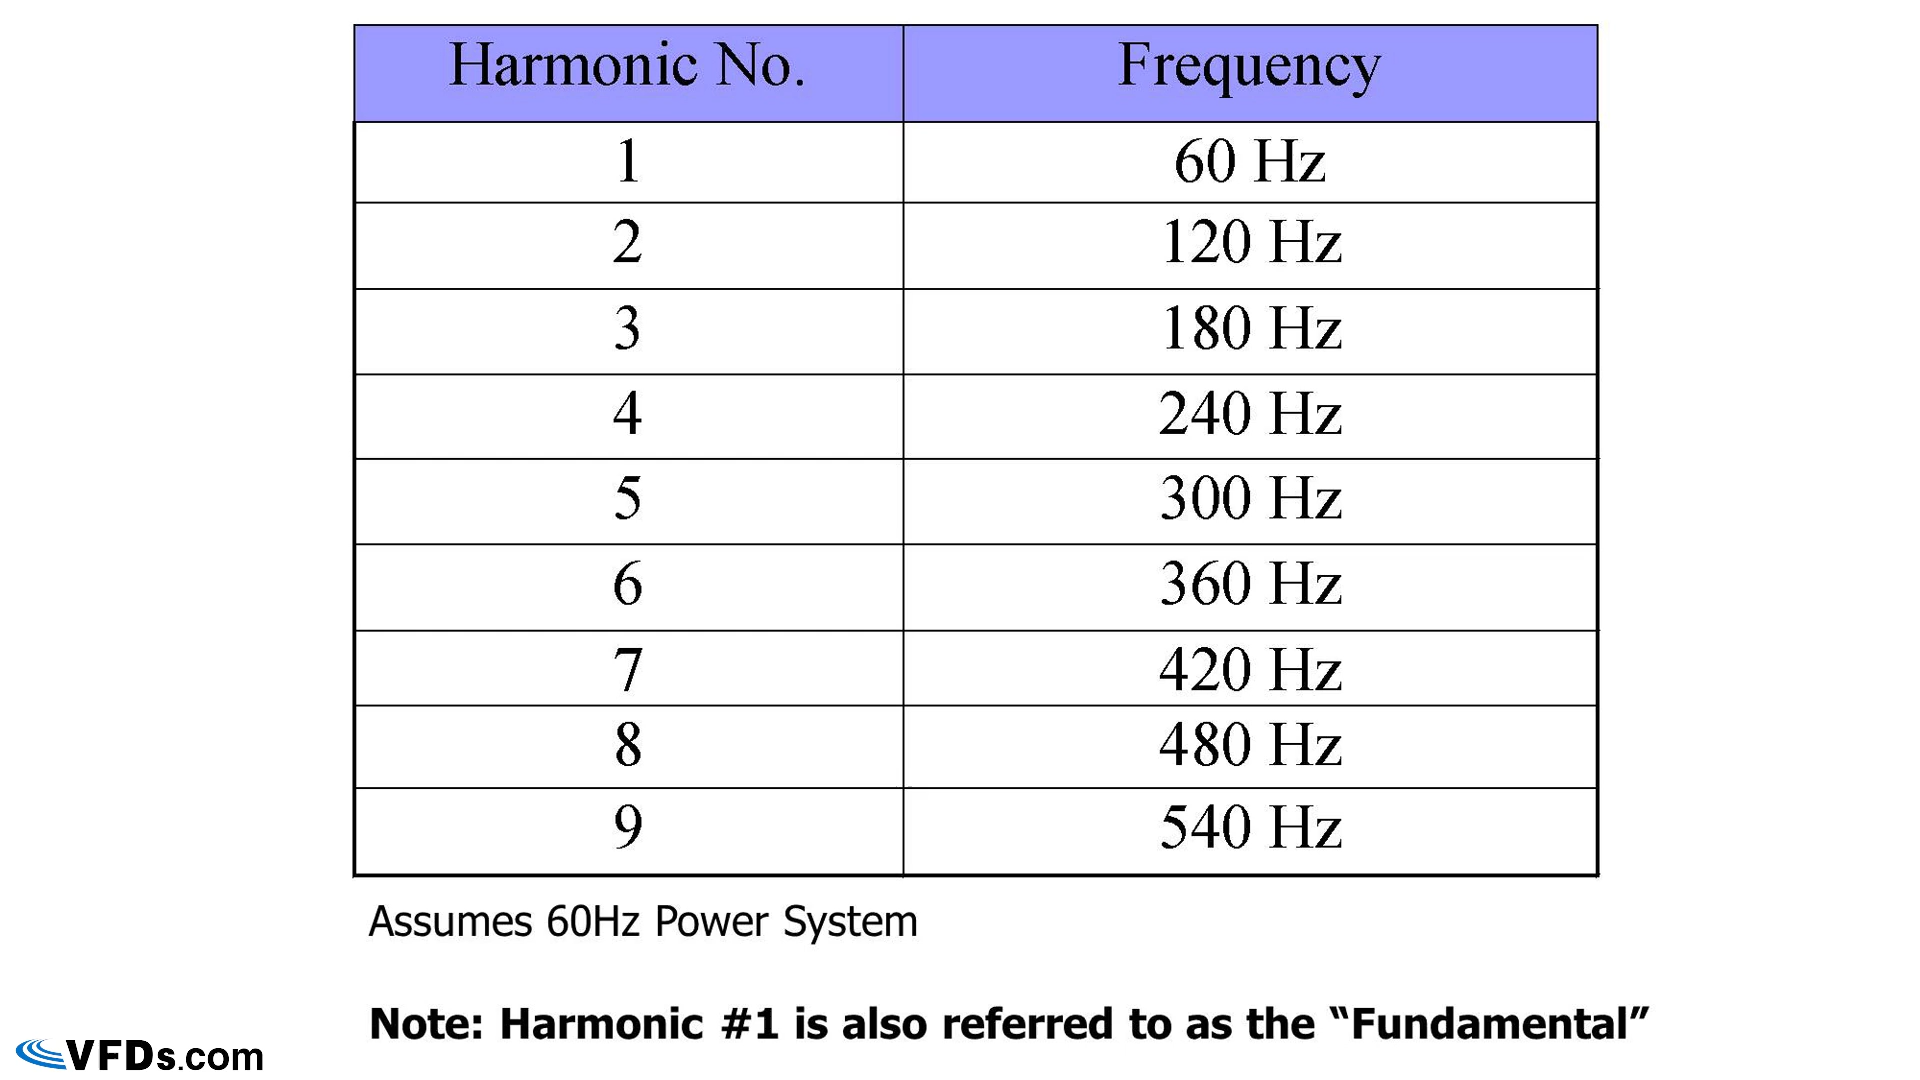 Harmonic No. Frequency
1 60 Hz
2 120 Hz
3 180 Hz
4 240 Hz
5 300 Hz
6 360 Hz
7 420 Hz
8 480 Hz
9 540 Hz
Assumes 60Hz Power System
Note: Harmonic #1 is also referred to as the “Fundamental”
VFDs.com